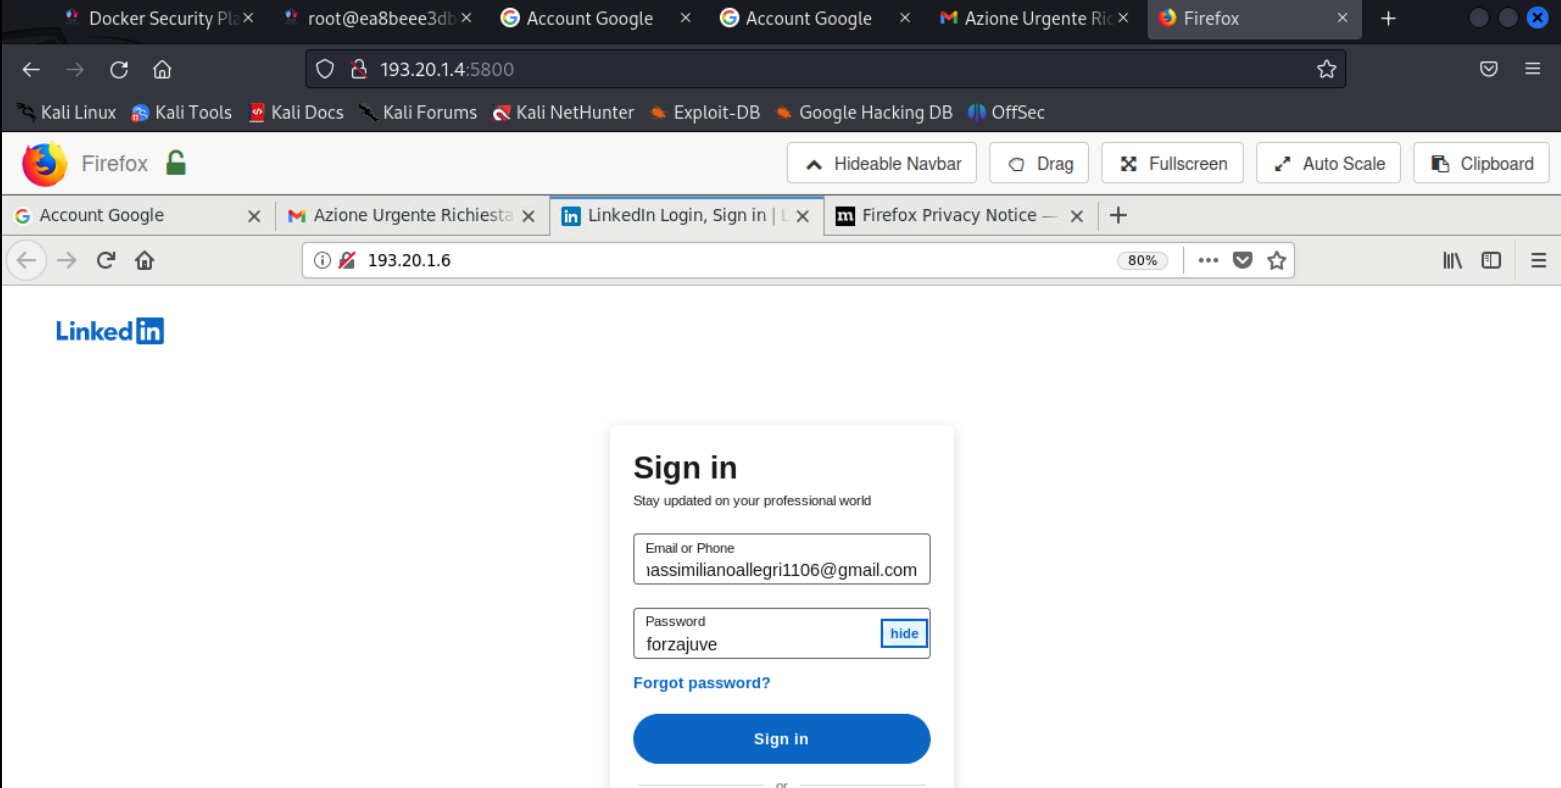 Docker Security Pla
root@ea8beee3db
Account Google
Account Google
Azione Urgente Ric
Firefox
193.20.1.4:5800
Kali Linux
Kali Tools
Kali Docs
Kali Forums
Kali NetHunter
Exploit-DB
Google Hacking DB
OffSec
Firefox
Hideable Navbar
Drag
Fullscreen
Auto Scale
Clipboard
Account Google
Azione Urgente Richiesta
LinkedIn Login, Sign in | L
Firefox Privacy Notice —
193.20.1.6
80%
Linked in
Sign in
Stay updated on your professional world
Email or Phone
assimilianoallegri1106@gmail.com
Password
forzajuve
hide
Forgot password?
Sign in
or